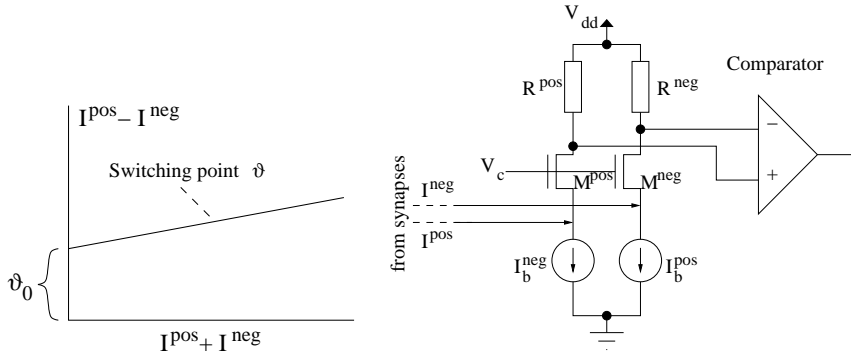 I^pos – I^neg
Switching point ϑ
ϑ_0
I^pos + I^neg
V_dd
R^pos
R^neg
Comparator
−
+
V_c
M^pos
M^neg
from synapses
I^neg
I^pos
I_b^neg
I_b^pos